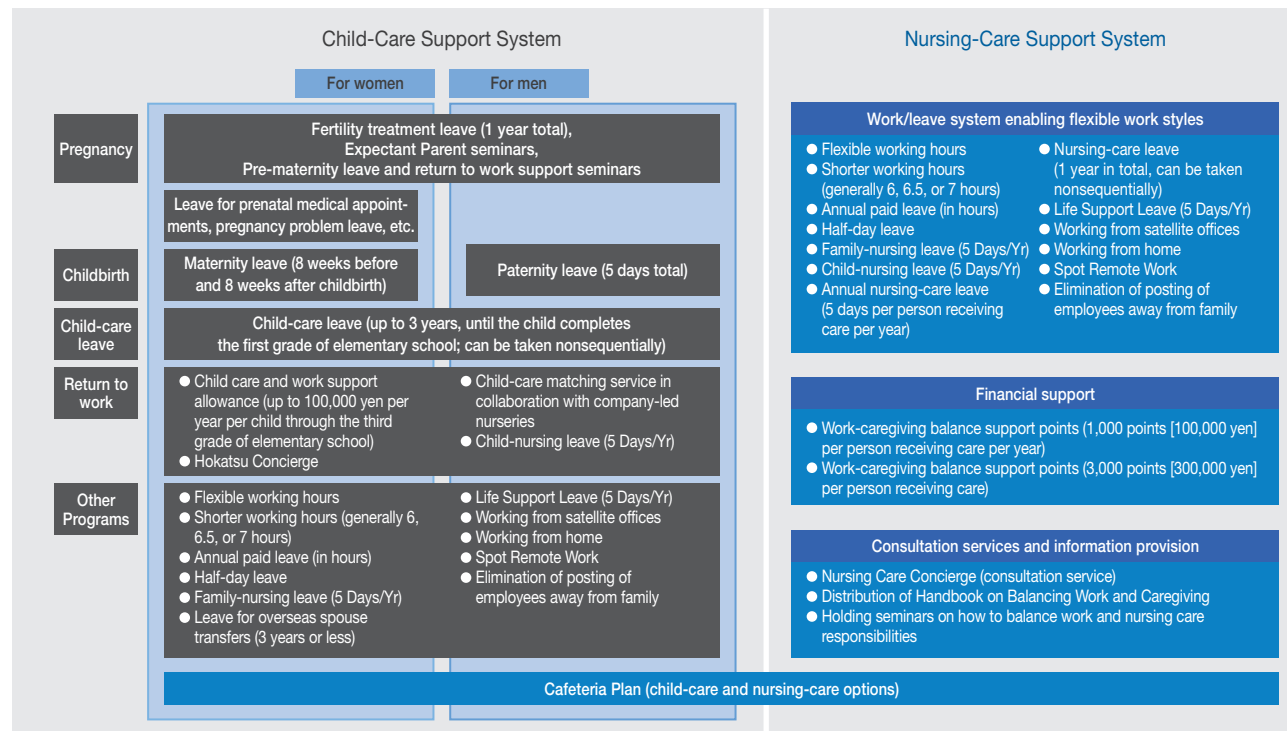 Child-Care Support System
For women
For men
Pregnancy
Fertility treatment leave (1 year total),
Expectant Parent seminars,
Pre-maternity leave and return to work support seminars
Leave for prenatal medical appoint-
ments, pregnancy problem leave, etc.
Childbirth
Maternity leave (8 weeks before
and 8 weeks after childbirth)
Paternity leave (5 days total)
Child-care
leave
Child-care leave (up to 3 years, until the child completes
the first grade of elementary school; can be taken nonsequentially)
Return to
work
● Child care and work support
allowance (up to 100,000 yen per
year per child through the third
grade of elementary school)
● Hokatsu Concierge
● Child-care matching service in
collaboration with company-led
nurseries
● Child-nursing leave (5 Days/Yr)
Other
Programs
● Flexible working hours
● Shorter working hours (generally 6,
6.5, or 7 hours)
● Annual paid leave (in hours)
● Half-day leave
● Family-nursing leave (5 Days/Yr)
● Leave for overseas spouse
transfers (3 years or less)
● Life Support Leave (5 Days/Yr)
● Working from satellite offices
● Working from home
● Spot Remote Work
● Elimination of posting of
employees away from family
Nursing-Care Support System
Work/leave system enabling flexible work styles
● Flexible working hours
● Shorter working hours
(generally 6, 6.5, or 7 hours)
● Annual paid leave (in hours)
● Half-day leave
● Family-nursing leave (5 Days/Yr)
● Child-nursing leave (5 Days/Yr)
● Annual nursing-care leave
(5 days per person receiving
care per year)
● Nursing-care leave
(1 year in total, can be taken
nonsequentially)
● Life Support Leave (5 Days/Yr)
● Working from satellite offices
● Working from home
● Spot Remote Work
● Elimination of posting of
employees away from family
Financial support
● Work-caregiving balance support points (1,000 points [100,000 yen]
per person receiving care per year)
● Work-caregiving balance support points (3,000 points [300,000 yen]
per person receiving care)
Consultation services and information provision
● Nursing Care Concierge (consultation service)
● Distribution of Handbook on Balancing Work and Caregiving
● Holding seminars on how to balance work and nursing care
responsibilities
Cafeteria Plan (child-care and nursing-care options)